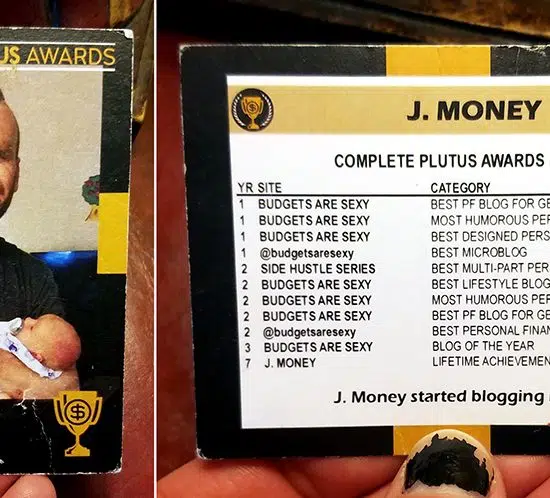 US AWARDS
J. MONEY
COMPLETE PLUTUS AWARDS
YR SITE CATEGORY
1 BUDGETS ARE SEXY BEST PF BLOG FOR GE
1 BUDGETS ARE SEXY MOST HUMOROUS PER
1 BUDGETS ARE SEXY BEST DESIGNED PERS
1 @budgetsaresexy BEST MICROBLOG
2 SIDE HUSTLE SERIES BEST MULTI-PART PER
2 BUDGETS ARE SEXY BEST LIFESTYLE BLOG
2 BUDGETS ARE SEXY MOST HUMOROUS PER
2 BUDGETS ARE SEXY BEST PF BLOG FOR GE
2 @budgetsaresexy BEST PERSONAL FINAN
3 BUDGETS ARE SEXY BLOG OF THE YEAR
7 J. MONEY LIFETIME ACHIEVEMEN
J. Money started blogging